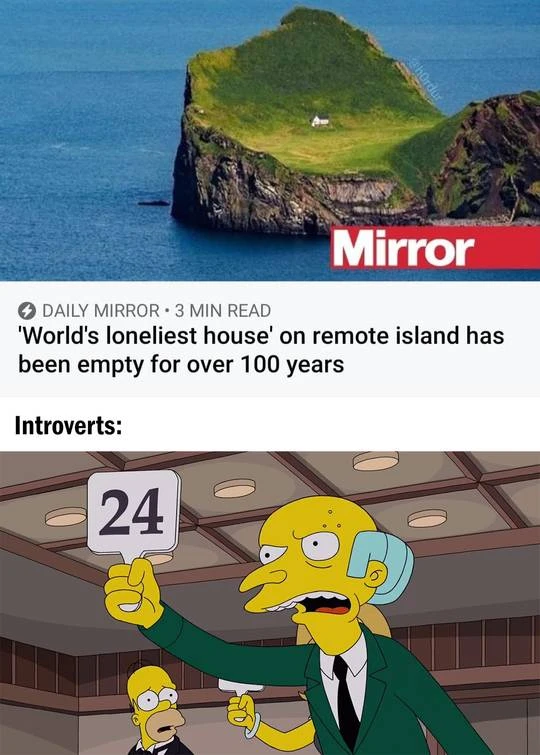 Mirror
DAILY MIRROR • 3 MIN READ
'World's loneliest house' on remote island has
been empty for over 100 years
Introverts:
24